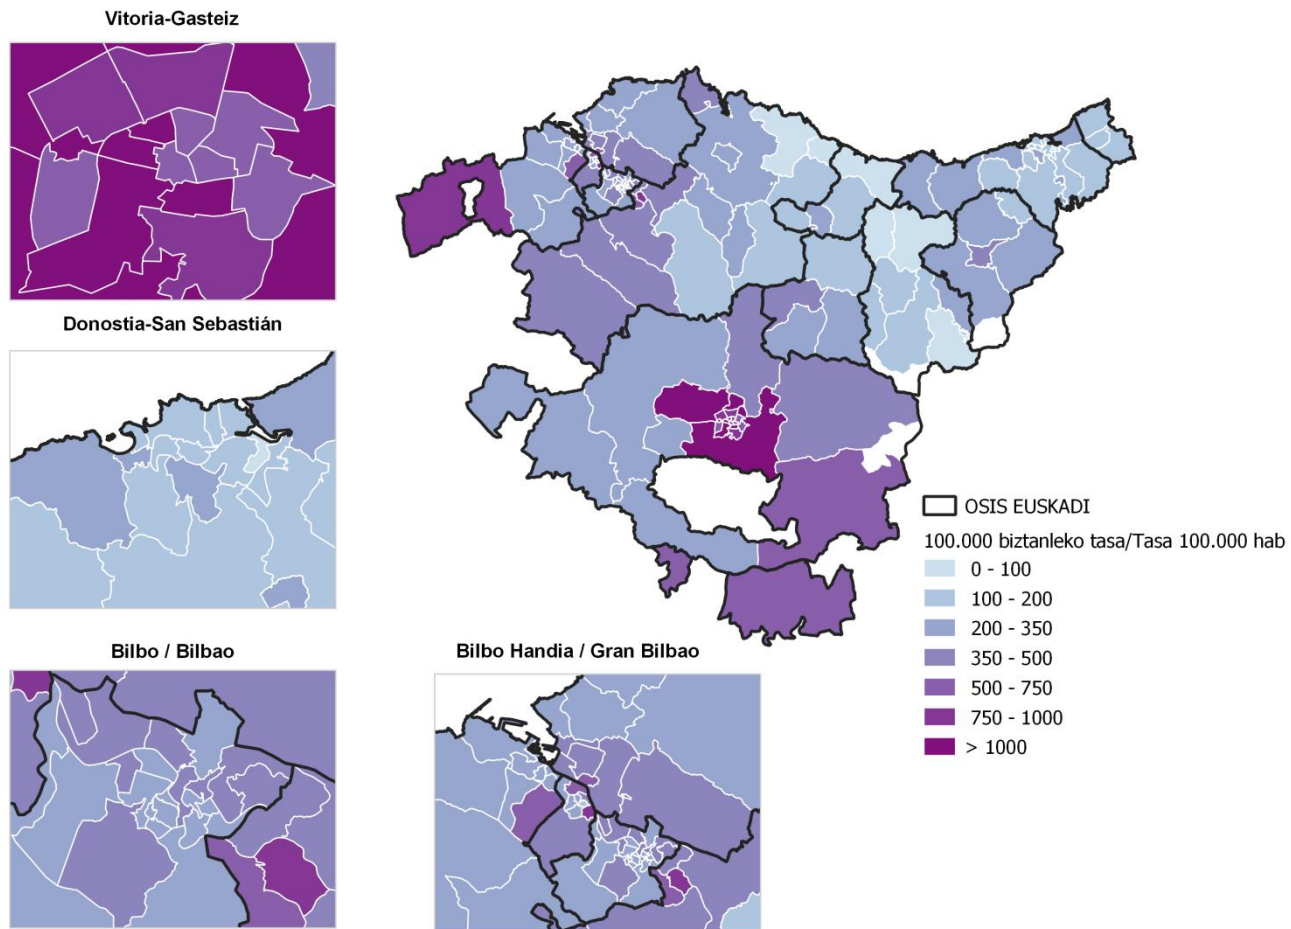 Vitoria-Gasteiz
Donostia-San Sebastián
Bilbo / Bilbao
Bilbo Handia / Gran Bilbao
OSIS EUSKADI
100.000 biztanleko tasa/Tasa 100.000 hab
0 - 100
100 - 200
200 - 350
350 - 500
500 - 750
750 - 1000
> 1000